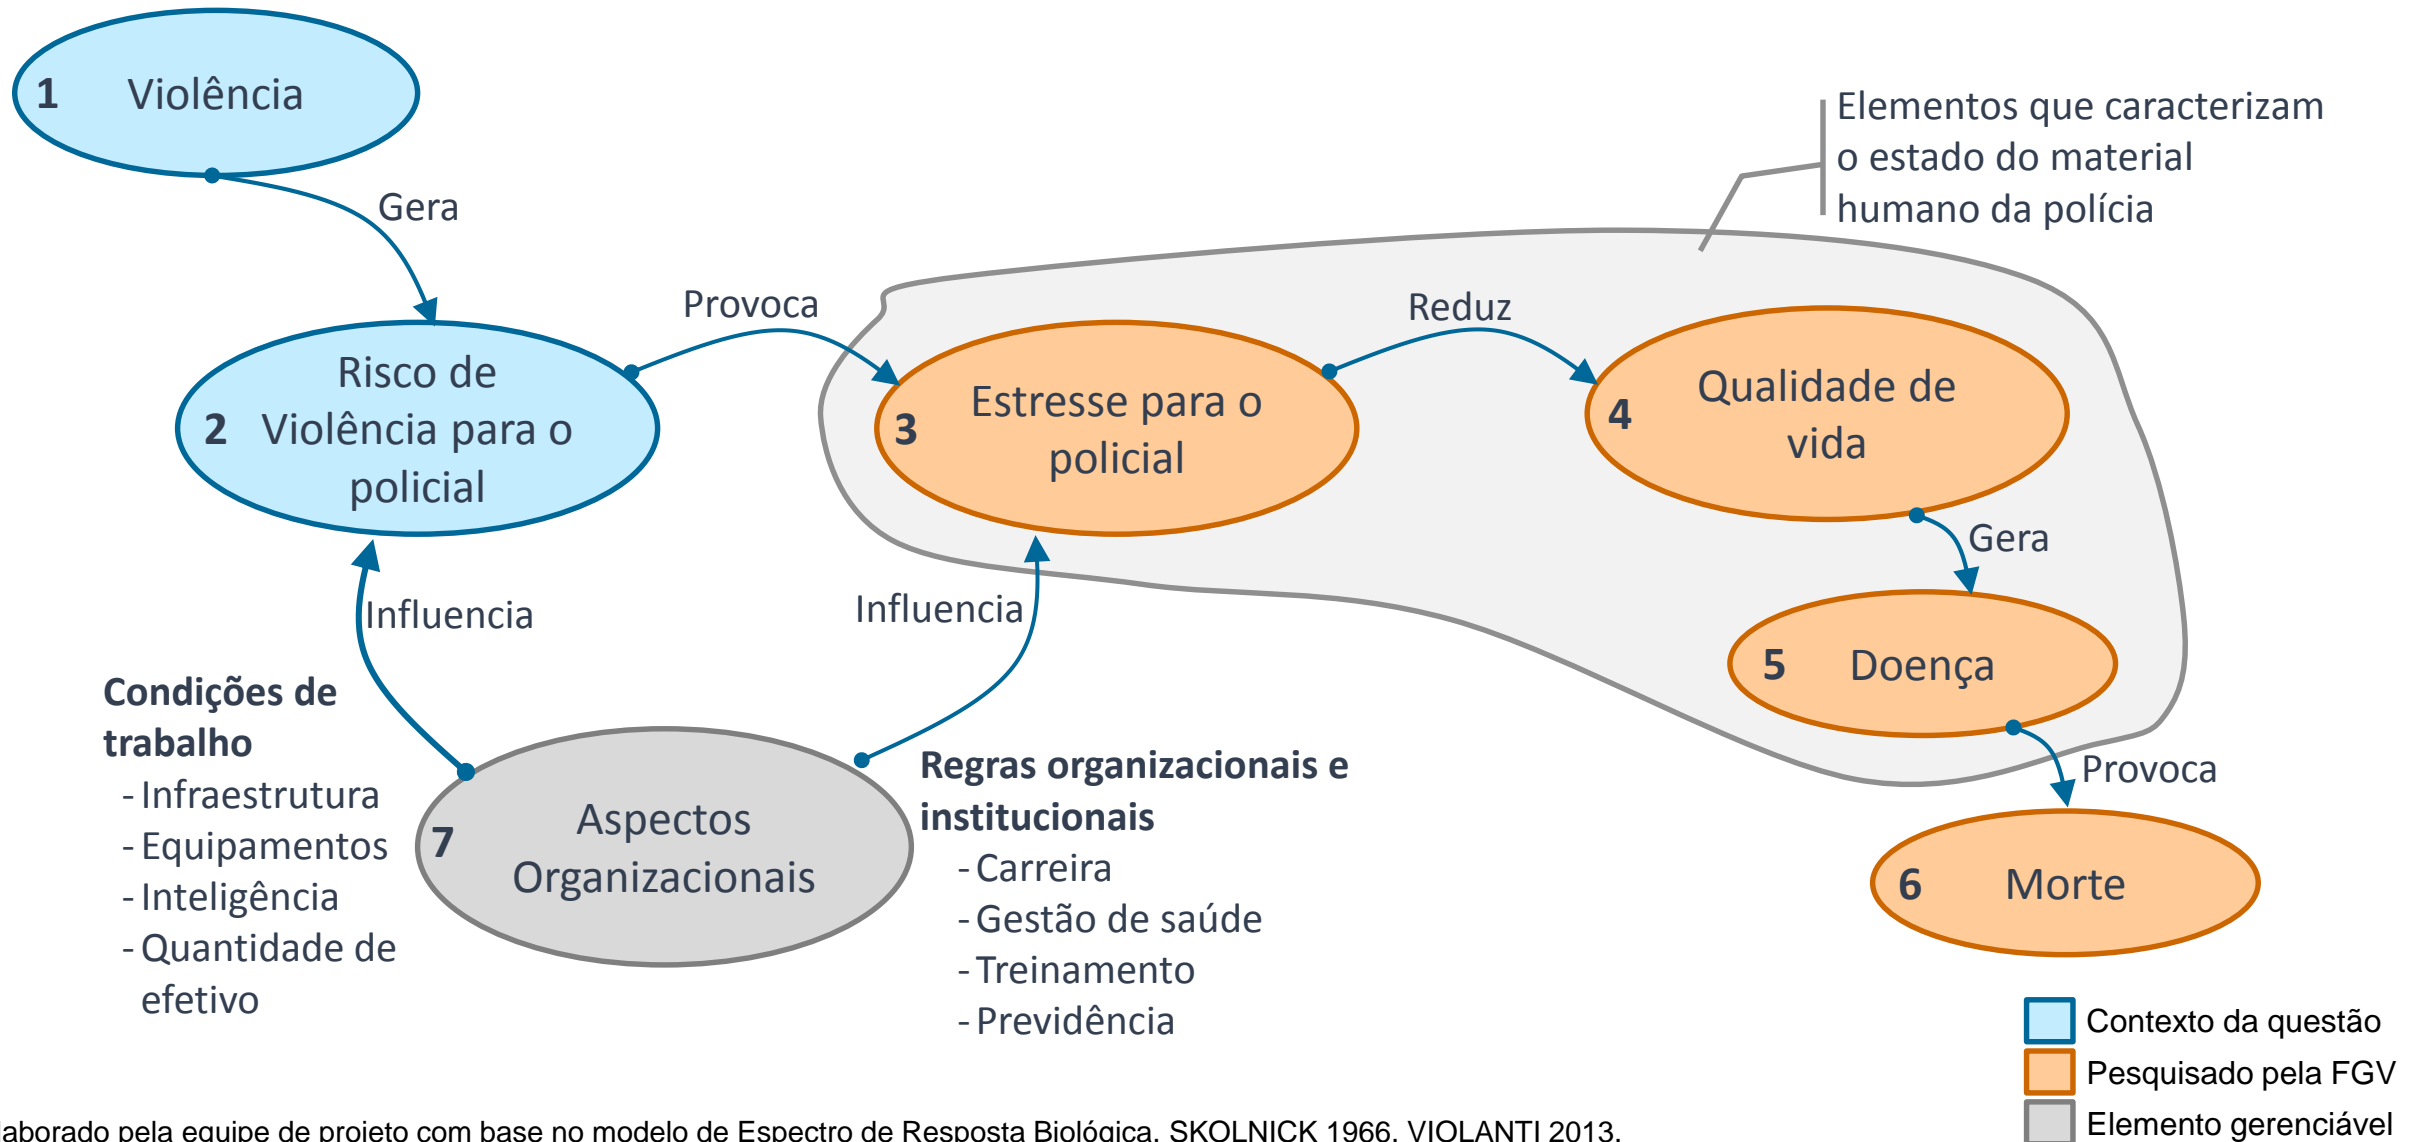 1 Violência
Gera
Elementos que caracterizam
o estado do material
humano da polícia
Provoca
Reduz
Risco de
2 Violência para o
policial
3 Estresse para o
policial
4 Qualidade de
vida
Gera
Influencia
Influencia
5 Doença
Provoca
Condições de
trabalho
- Infraestrutura
- Equipamentos
- Inteligência
- Quantidade de
efetivo
7 Aspectos
Organizacionais
Regras organizacionais e
institucionais
- Carreira
- Gestão de saúde
- Treinamento
- Previdência
6 Morte
Contexto da questão
Pesquisado pela FGV
Elemento gerenciável
laborado pela equipe de projeto com base no modelo de Espectro de Resposta Biológica. SKOLNICK 1966. VIOLANTI 2013.